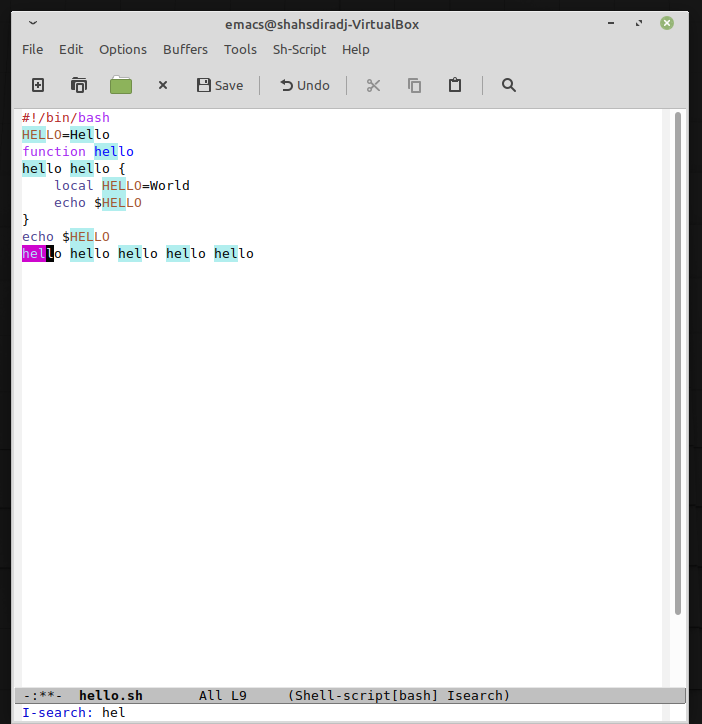 emacs@shahsdiradj-VirtualBox
File Edit Options Buffers Tools Sh-Script Help
Save Undo
#!/bin/bash
HELLO=Hello
function hello
hello hello {
    local HELLO=World
    echo $HELLO
}
echo $HELLO
hello hello hello hello hello
-:**-  hello.sh       All L9     (Shell-script[bash] Isearch)
I-search: hel